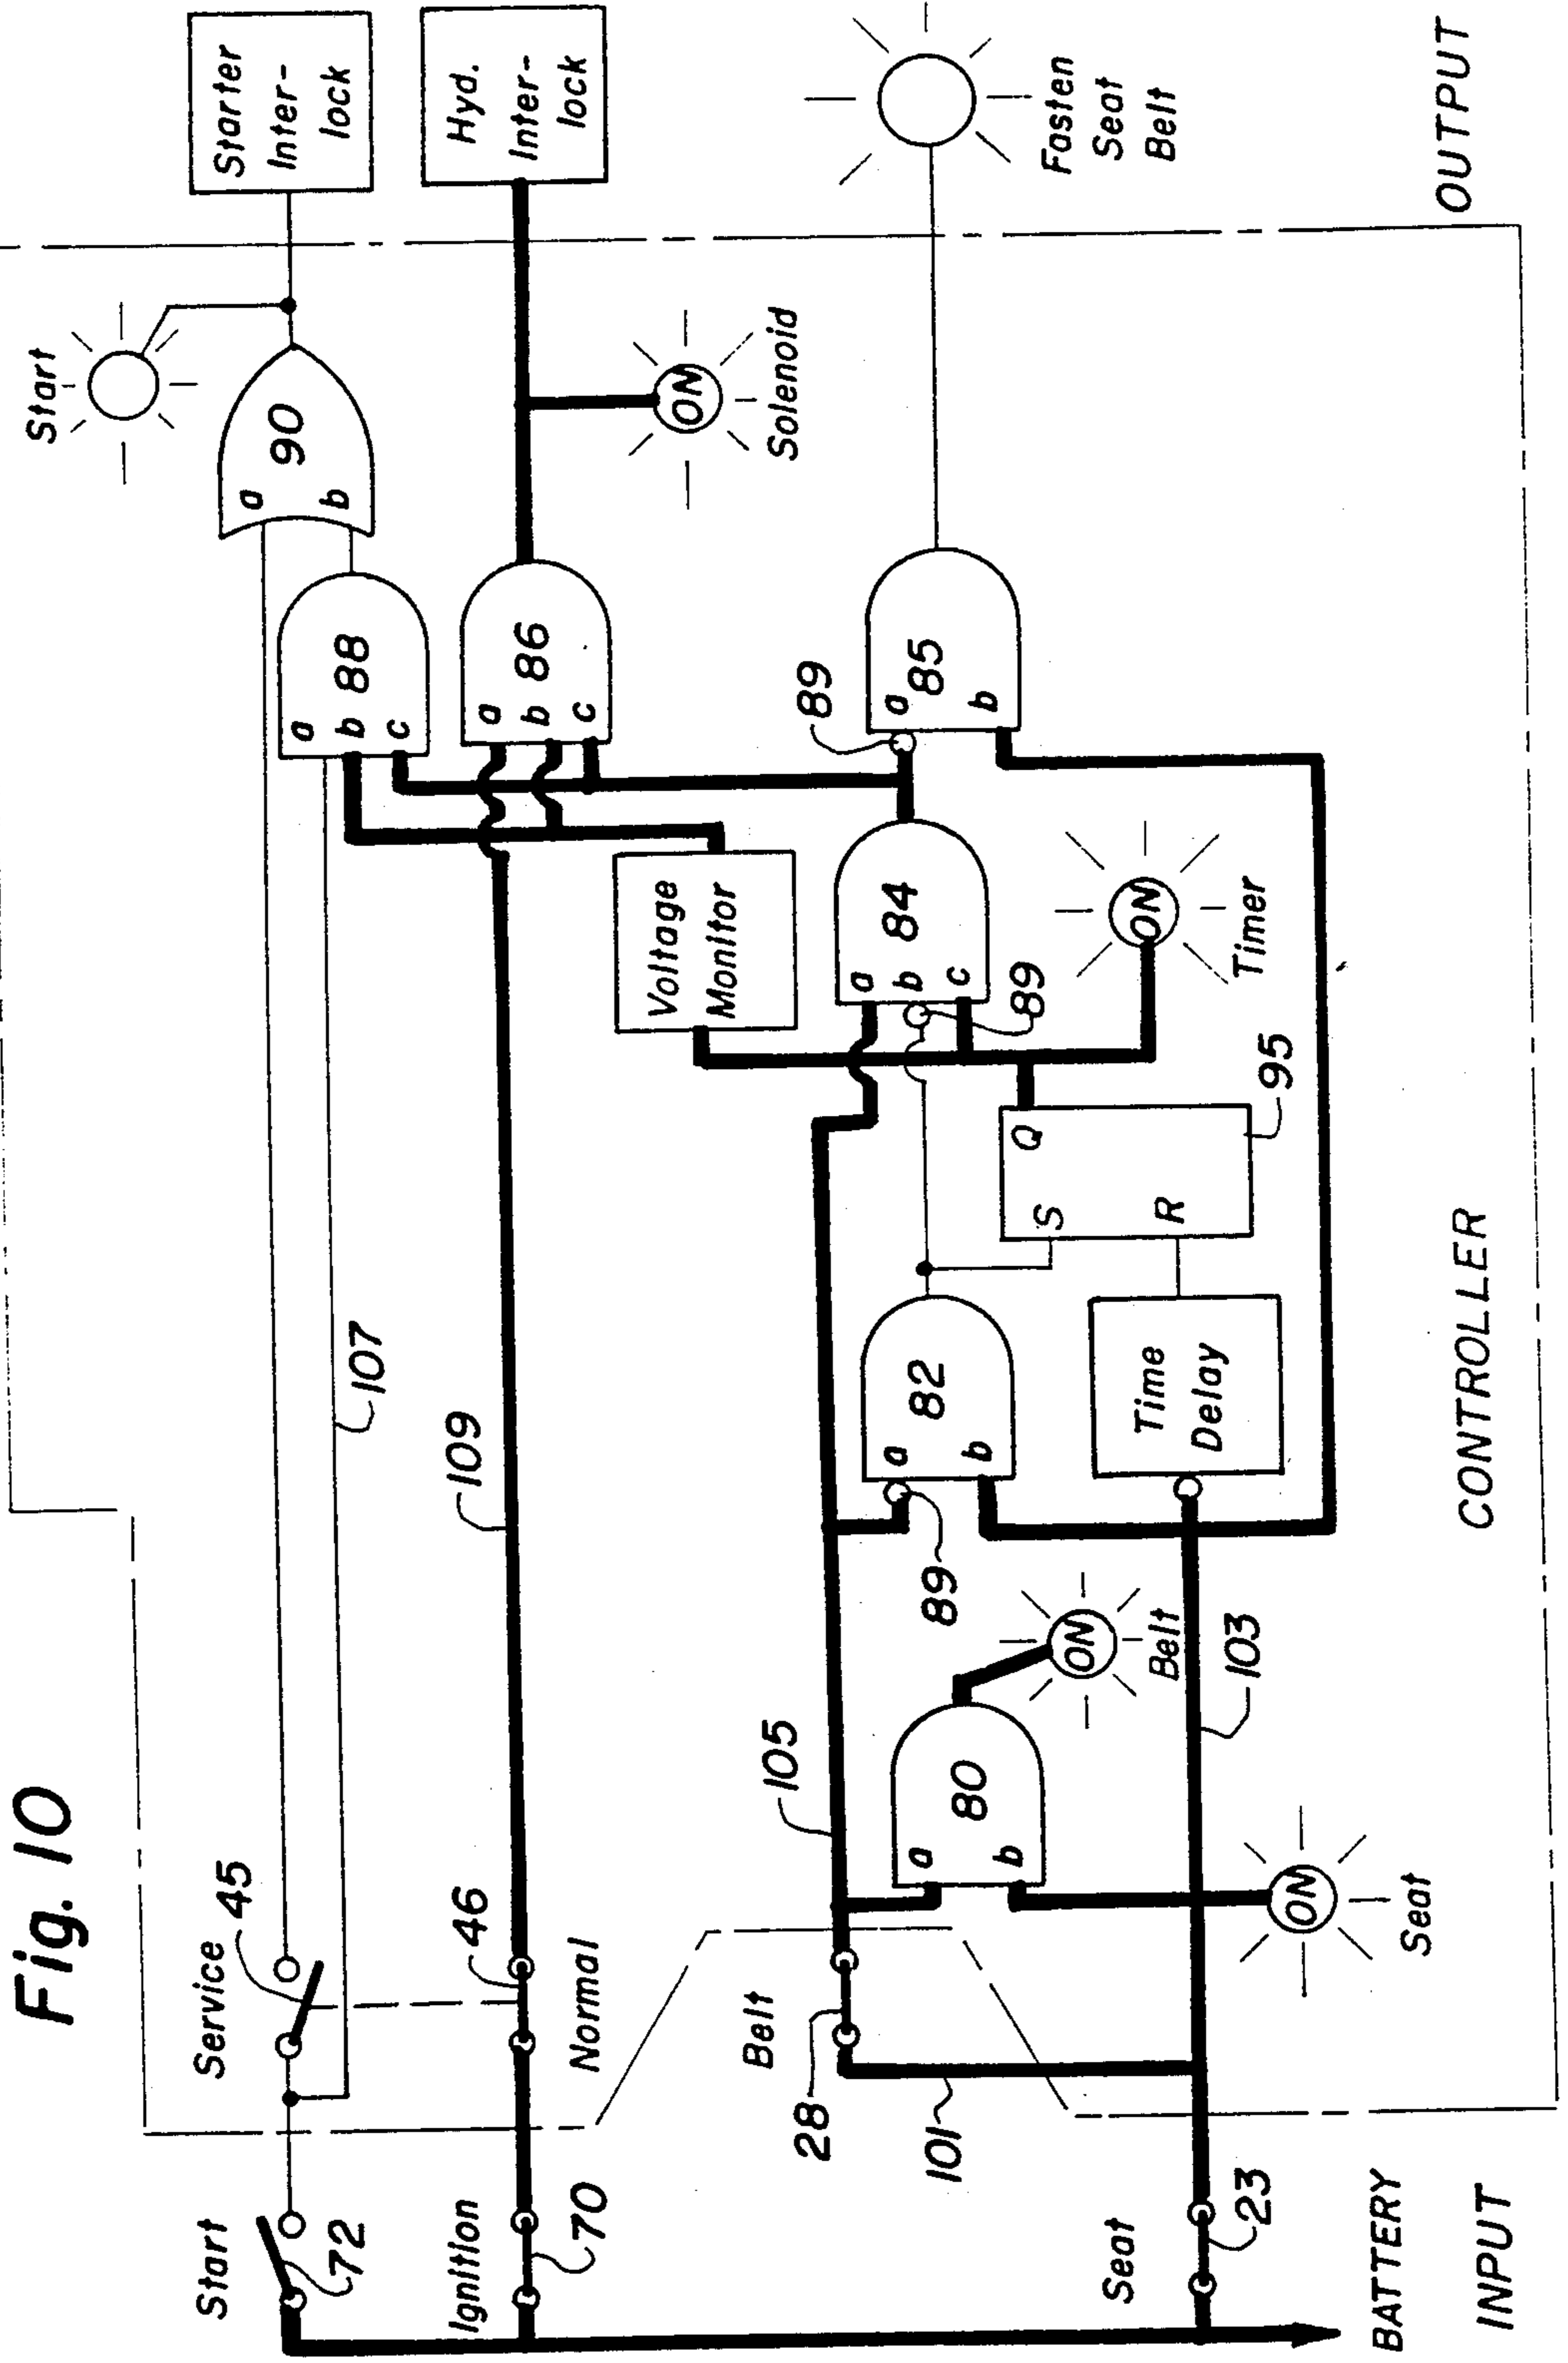 Fig. 10
Start
72
Service
45
107
a
b
c
88
a
b
90
Start
Starter
Inter-
lock
Ignition
70
46
Normal
109
a
b
c
86
ON
Solenoid
Hyd.
Inter-
lock
Voltage
Monitor
Belt
28
101
105
a
b
80
ON
Belt
89
a
b
82
a
b
c
84
89
89
a
b
85
Fasten
Seat
Belt
Seat
23
ON
Seat
103
Time
Delay
S
R
Q
95
ON
Timer
BATTERY
INPUT
CONTROLLER
OUTPUT